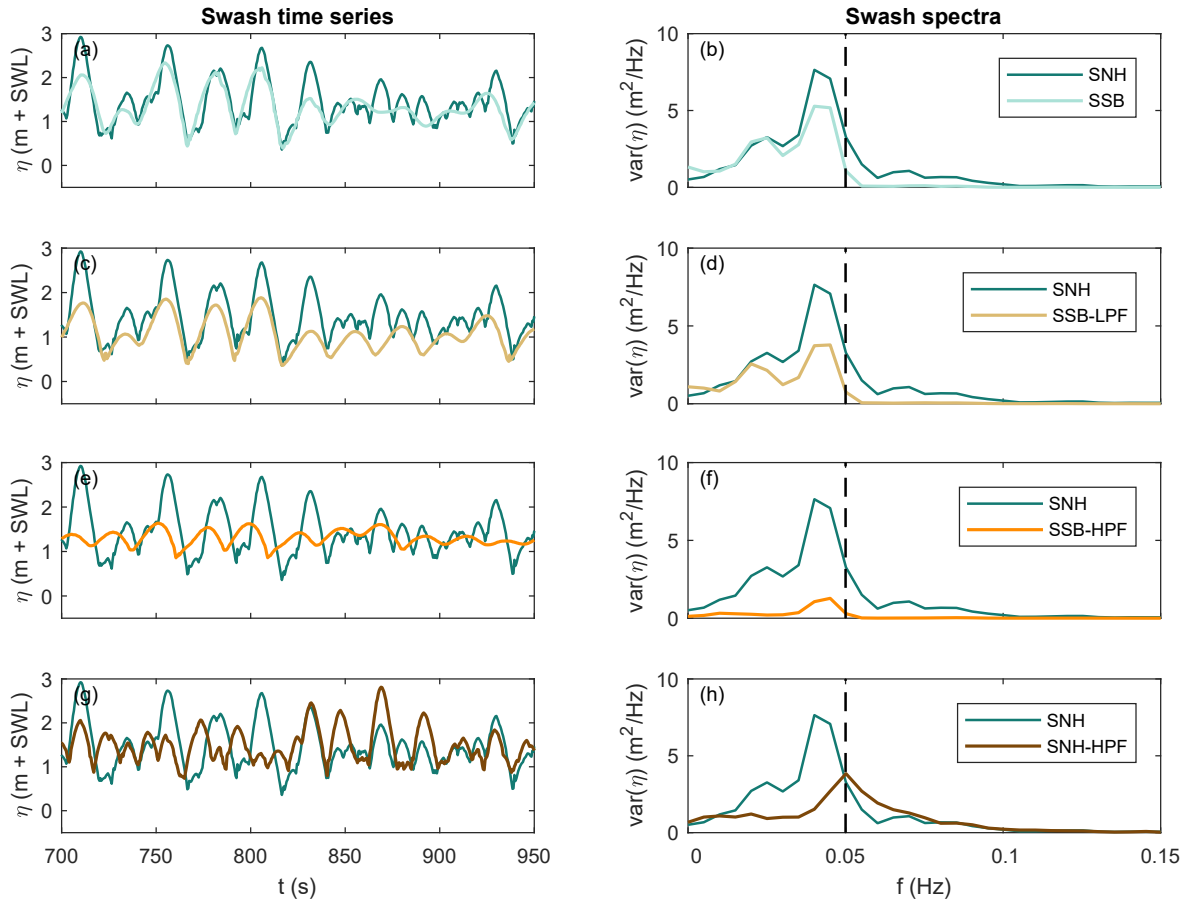 Swash time series
Swash spectra
(a)
η (m + SWL)
3
2
1
0
(b)
var(η) (m²/Hz)
10
5
0
SNH
SSB
(c)
η (m + SWL)
3
2
1
0
(d)
var(η) (m²/Hz)
10
5
0
SNH
SSB-LPF
(e)
η (m + SWL)
3
2
1
0
(f)
var(η) (m²/Hz)
10
5
0
SNH
SSB-HPF
(g)
η (m + SWL)
3
2
1
0
700 750 800 850 900 950
t (s)
(h)
var(η) (m²/Hz)
10
5
0
SNH
SNH-HPF
0 0.05 0.1 0.15
f (Hz)